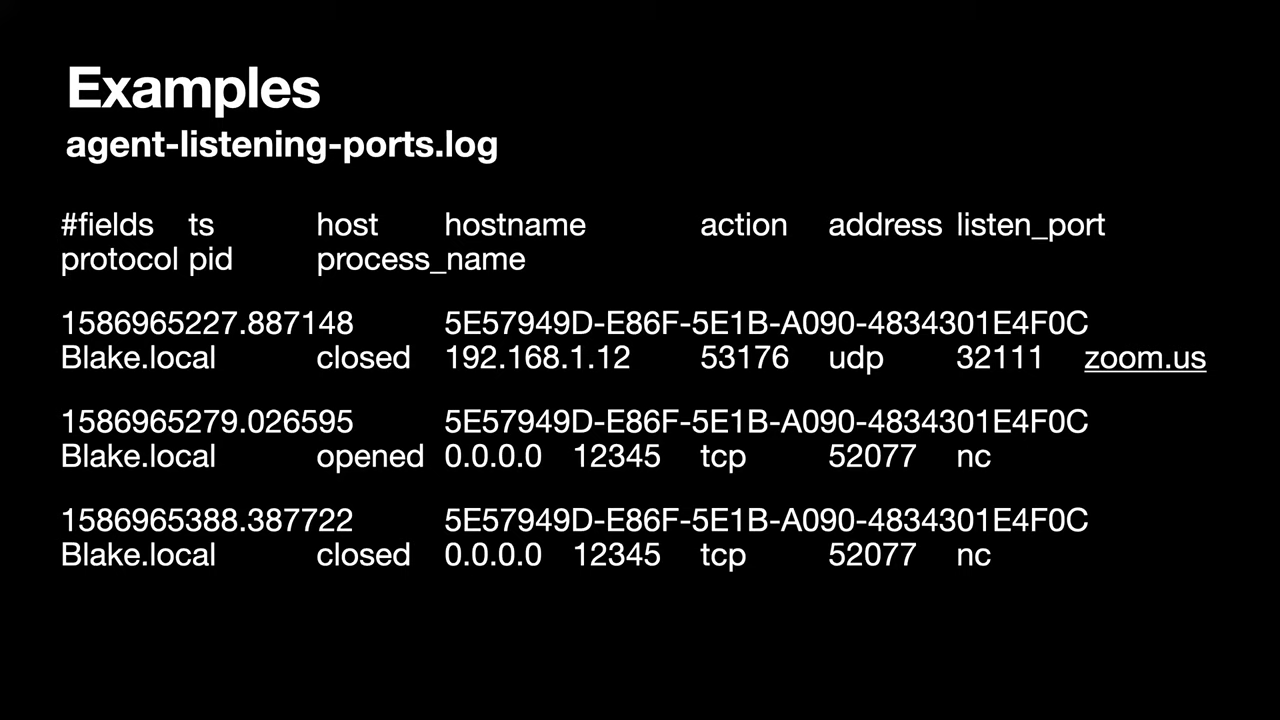 Examples
agent-listening-ports.log
#fields ts host hostname action address listen_port
protocol pid process_name
1586965227.887148 5E57949D-E86F-5E1B-A090-4834301E4F0C
Blake.local closed 192.168.1.12 53176 udp 32111 zoom.us
1586965279.026595 5E57949D-E86F-5E1B-A090-4834301E4F0C
Blake.local opened 0.0.0.0 12345 tcp 52077 nc
1586965388.387722 5E57949D-E86F-5E1B-A090-4834301E4F0C
Blake.local closed 0.0.0.0 12345 tcp 52077 nc